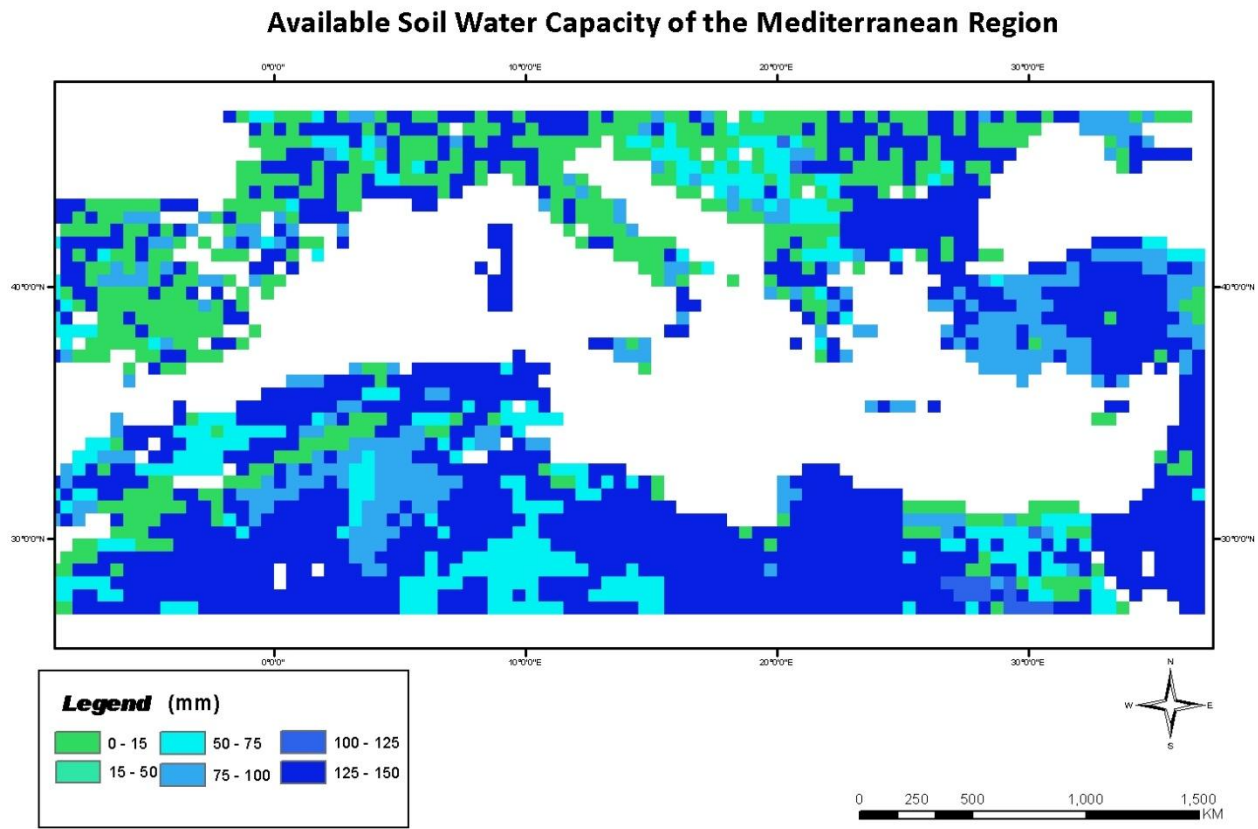 Available Soil Water Capacity of the Mediterranean Region
0°0'0" 10°0'0"E 20°0'0"E 30°0'0"E
40°0'0"N 40°0'0"N
30°0'0"N 30°0'0"N
0°0'0" 10°0'0"E 20°0'0"E 30°0'0"E
Legend (mm)
0 - 15 50 - 75 100 - 125
15 - 50 75 - 100 125 - 150
N
W E
S
0 250 500 1,000 1,500
KM